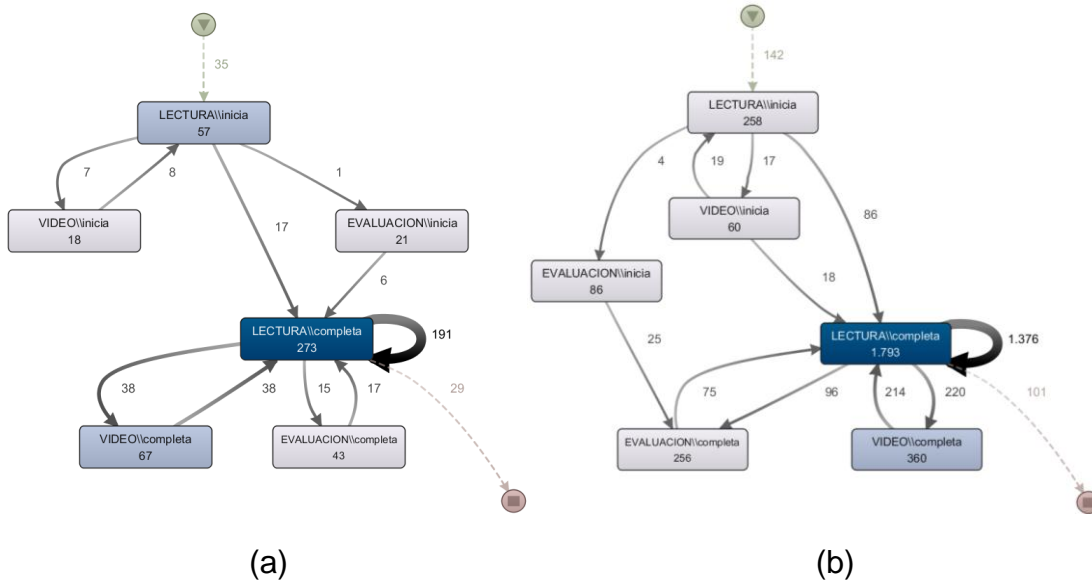 35
LECTURA\\inicia
57
7
8
1
VIDEO\\inicia
18
17
EVALUACION\\inicia
21
6
LECTURA\\completa
273
191
38
38
15
17
29
VIDEO\\completa
67
EVALUACION\\completa
43
(a)
142
LECTURA\\inicia
258
4
19
17
86
VIDEO\\inicia
60
EVALUACION\\inicia
86
18
25
LECTURA\\completa
1.793
1.376
75
96
214
220
101
EVALUACION\\completa
256
VIDEO\\completa
360
(b)